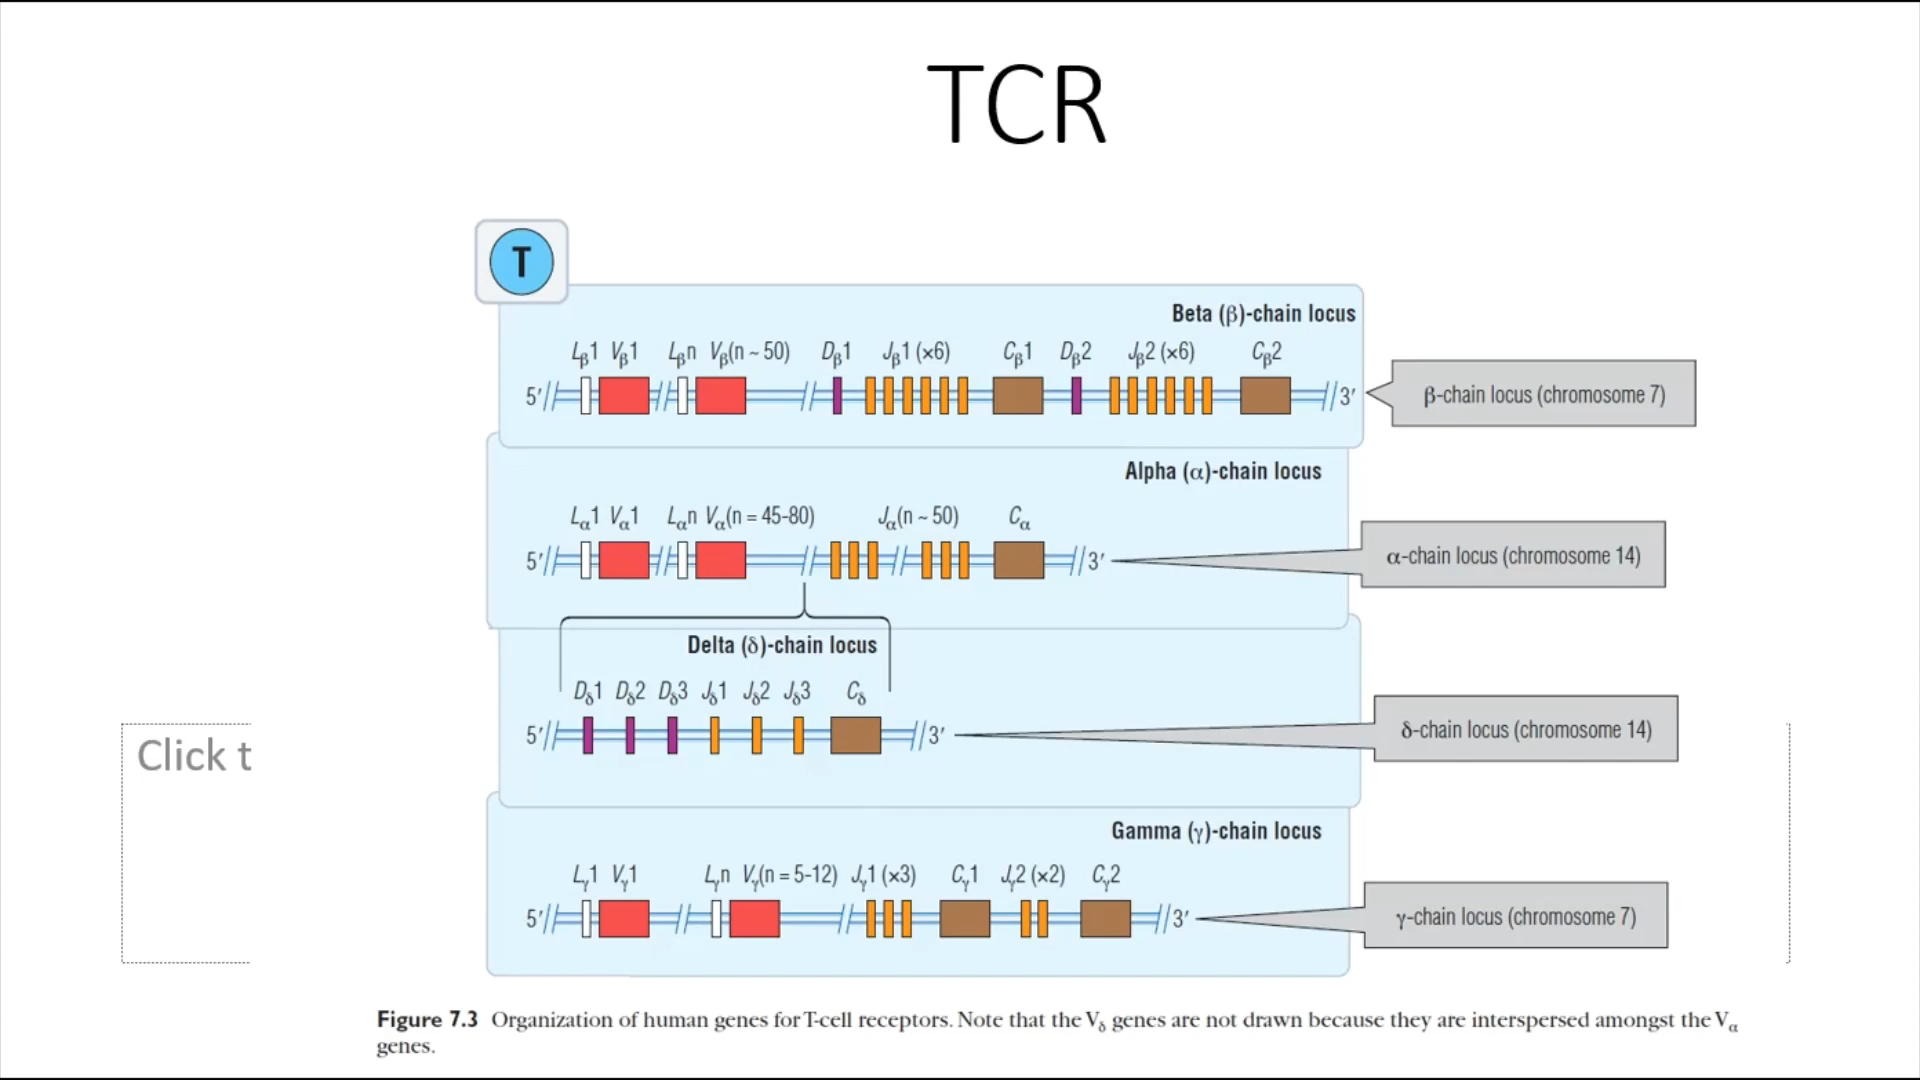 TCR
T
Beta (β)-chain locus
Lβ1 Vβ1 Lβn Vβ(n ~ 50) Dβ1 Jβ1 (×6) Cβ1 Dβ2 Jβ2 (×6) Cβ2
5′ 3′
β-chain locus (chromosome 7)
Alpha (α)-chain locus
Lα1 Vα1 Lαn Vα(n = 45-80) Jα(n ~ 50) Cα
5′ 3′
α-chain locus (chromosome 14)
Delta (δ)-chain locus
Dδ1 Dδ2 Dδ3 Jδ1 Jδ2 Jδ3 Cδ
5′ 3′
δ-chain locus (chromosome 14)
Click t
Gamma (γ)-chain locus
Lγ1 Vγ1 Lγn Vγ(n = 5-12) Jγ1 (×3) Cγ1 Jγ2 (×2) Cγ2
5′ 3′
γ-chain locus (chromosome 7)
Figure 7.3 Organization of human genes for T-cell receptors. Note that the Vδ genes are not drawn because they are interspersed amongst the Vα
genes.